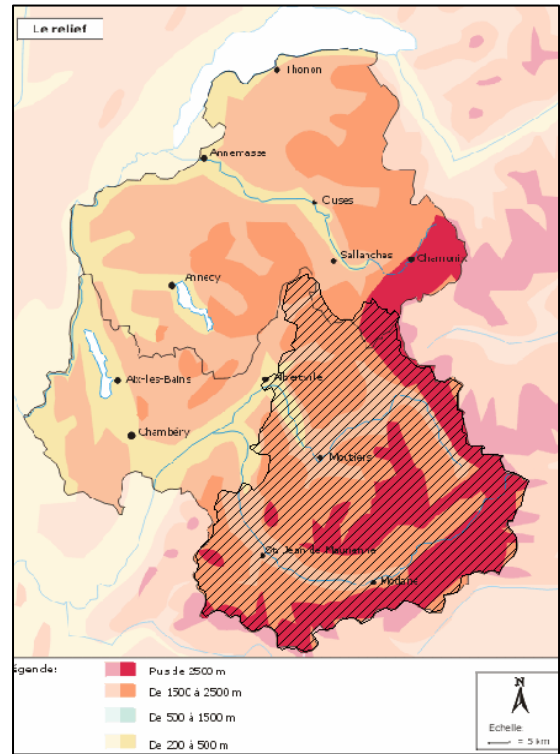 Le relief
Thonon
Annemasse
Cluses
Sallanches
Chamonix
Annecy
Aix-les-Bains
Albertville
Chambéry
Moutiers
St Jean de Maurienne
Modane
égende:
Pus de 2500 m
De 1500 à 2500 m
De 500 à 1500 m
De 200 à 500 m
N
Echelle
= 5 km